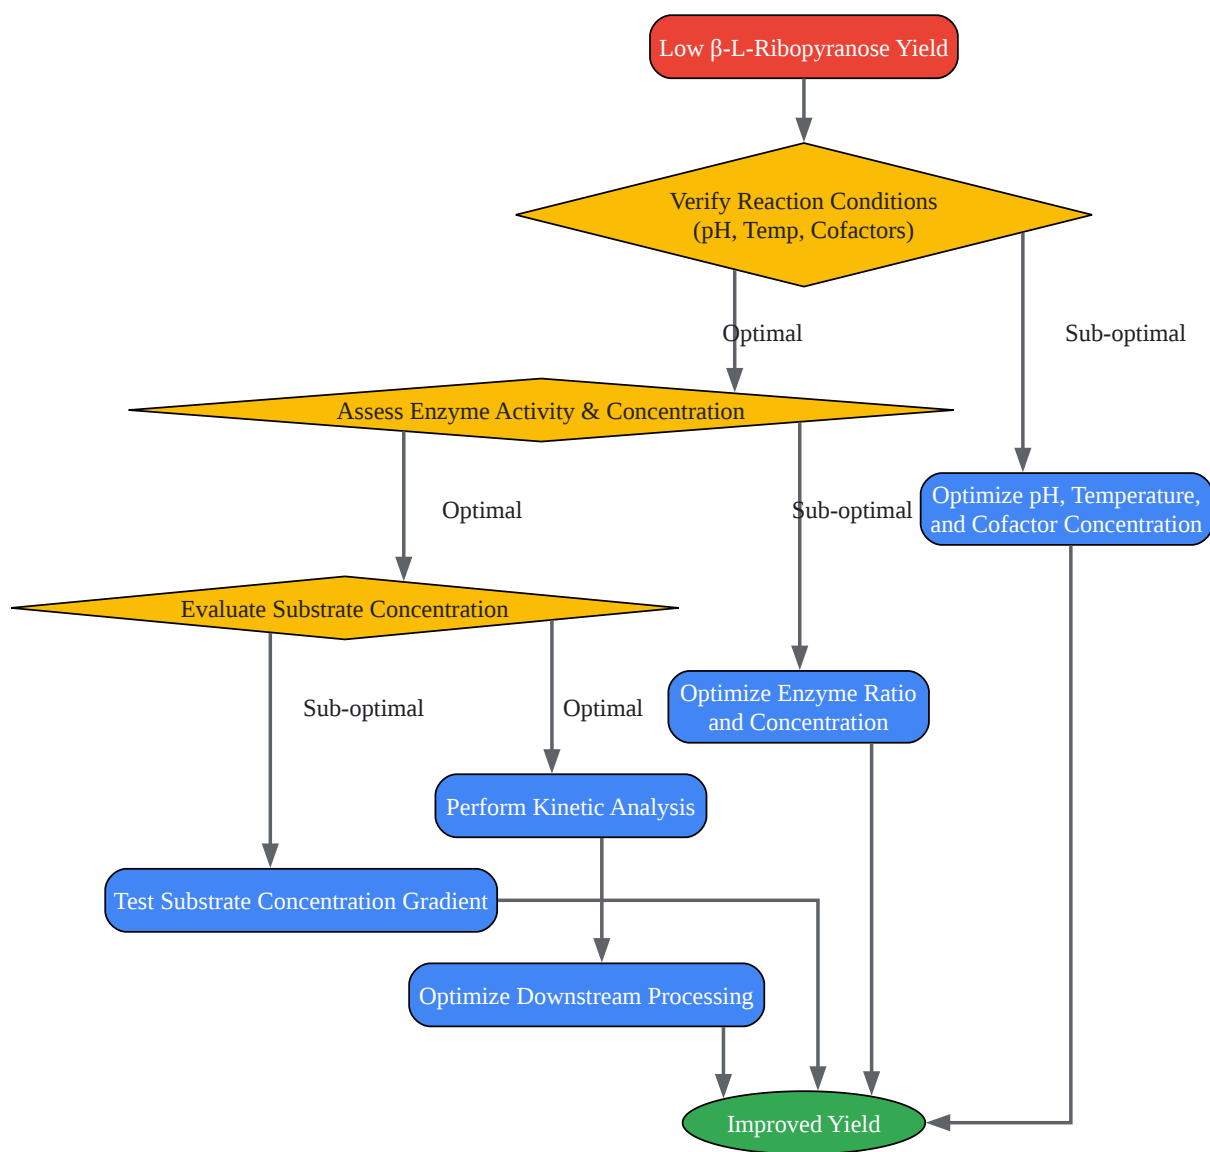 Low β-L-Ribopyranose Yield
Verify Reaction Conditions
(pH, Temp, Cofactors)
Optimal
Sub-optimal
Assess Enzyme Activity & Concentration
Optimal
Sub-optimal
Optimize pH, Temperature,
and Cofactor Concentration
Evaluate Substrate Concentration
Sub-optimal
Optimal
Optimize Enzyme Ratio
and Concentration
Perform Kinetic Analysis
Test Substrate Concentration Gradient
Optimize Downstream Processing
Improved Yield